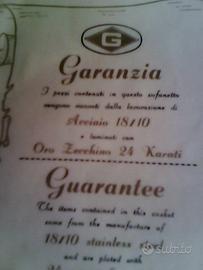 G
Garanzia
I pezzi contenuti in questo cofanetto
vengono ricavati dalla lavorazione di
Acciaio 18/10
e laminati con
Oro Zecchino 24 Karati
Guarantee
The items contained in this casket
come from the manufacture of
18/10 stainless steel
and are plated with
subito